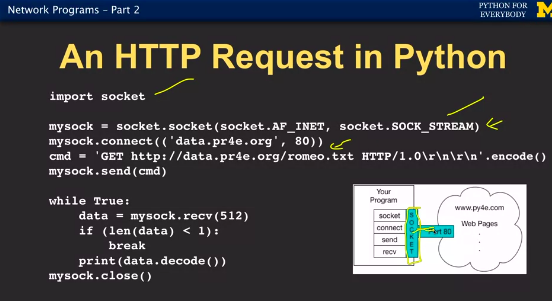 Network Programs - Part 2
PYTHON FOR
EVERYBODY
An HTTP Request in Python
import socket
mysock = socket.socket(socket.AF_INET, socket.SOCK_STREAM)
mysock.connect(('data.pr4e.org', 80))
cmd = 'GET http://data.pr4e.org/romeo.txt HTTP/1.0\r\n\r\n'.encode()
mysock.send(cmd)
while True:
    data = mysock.recv(512)
    if (len(data) < 1):
        break
    print(data.decode())
mysock.close()
Your
Program
socket
connect
send
recv
SOCKET
Port 80
www.py4e.com
Web Pages
.
.
.